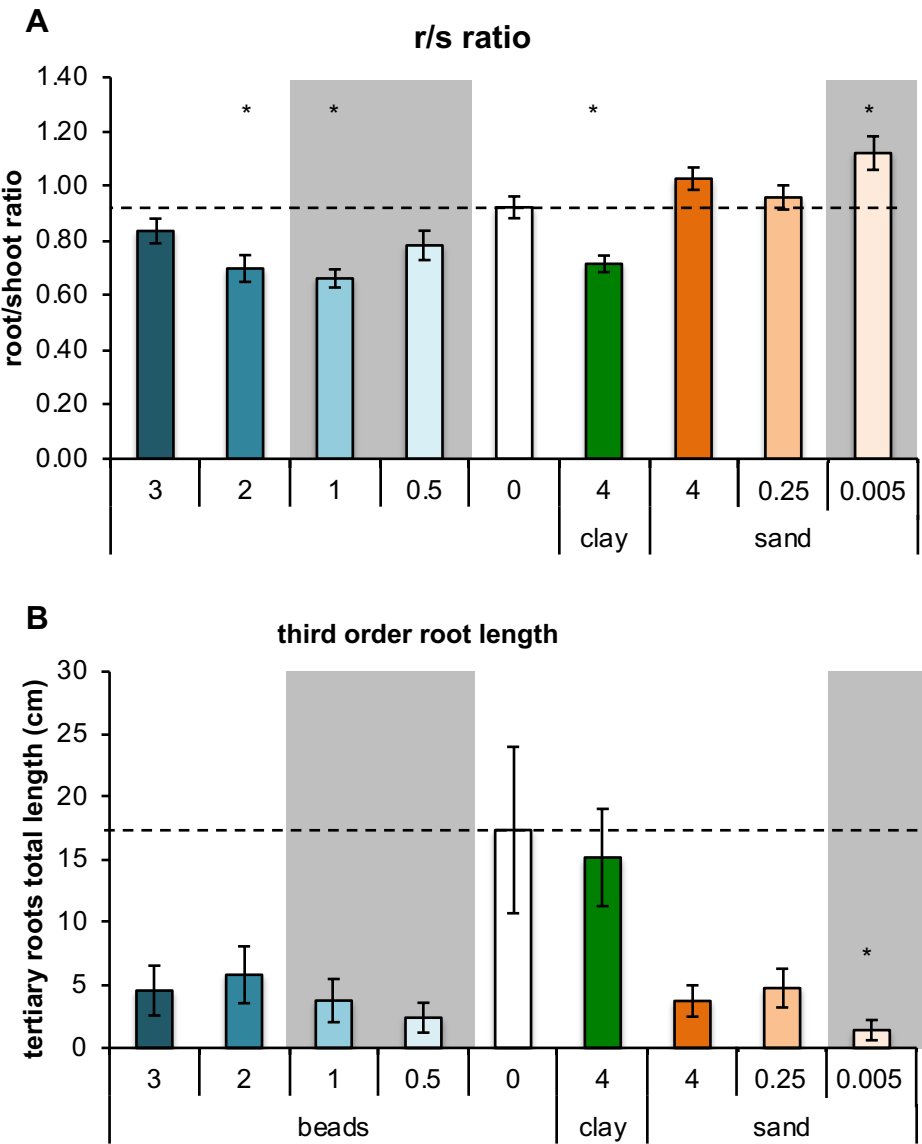 A
r/s ratio
root/shoot ratio
1.40
1.20
1.00
0.80
0.60
0.40
0.20
0.00
* * * *
3 2 1 0.5 0 4 4 0.25 0.005
clay sand
B
third order root length
tertiary roots total length (cm)
30
25
20
15
10
5
0
*
3 2 1 0.5 0 4 4 0.25 0.005
beads clay sand